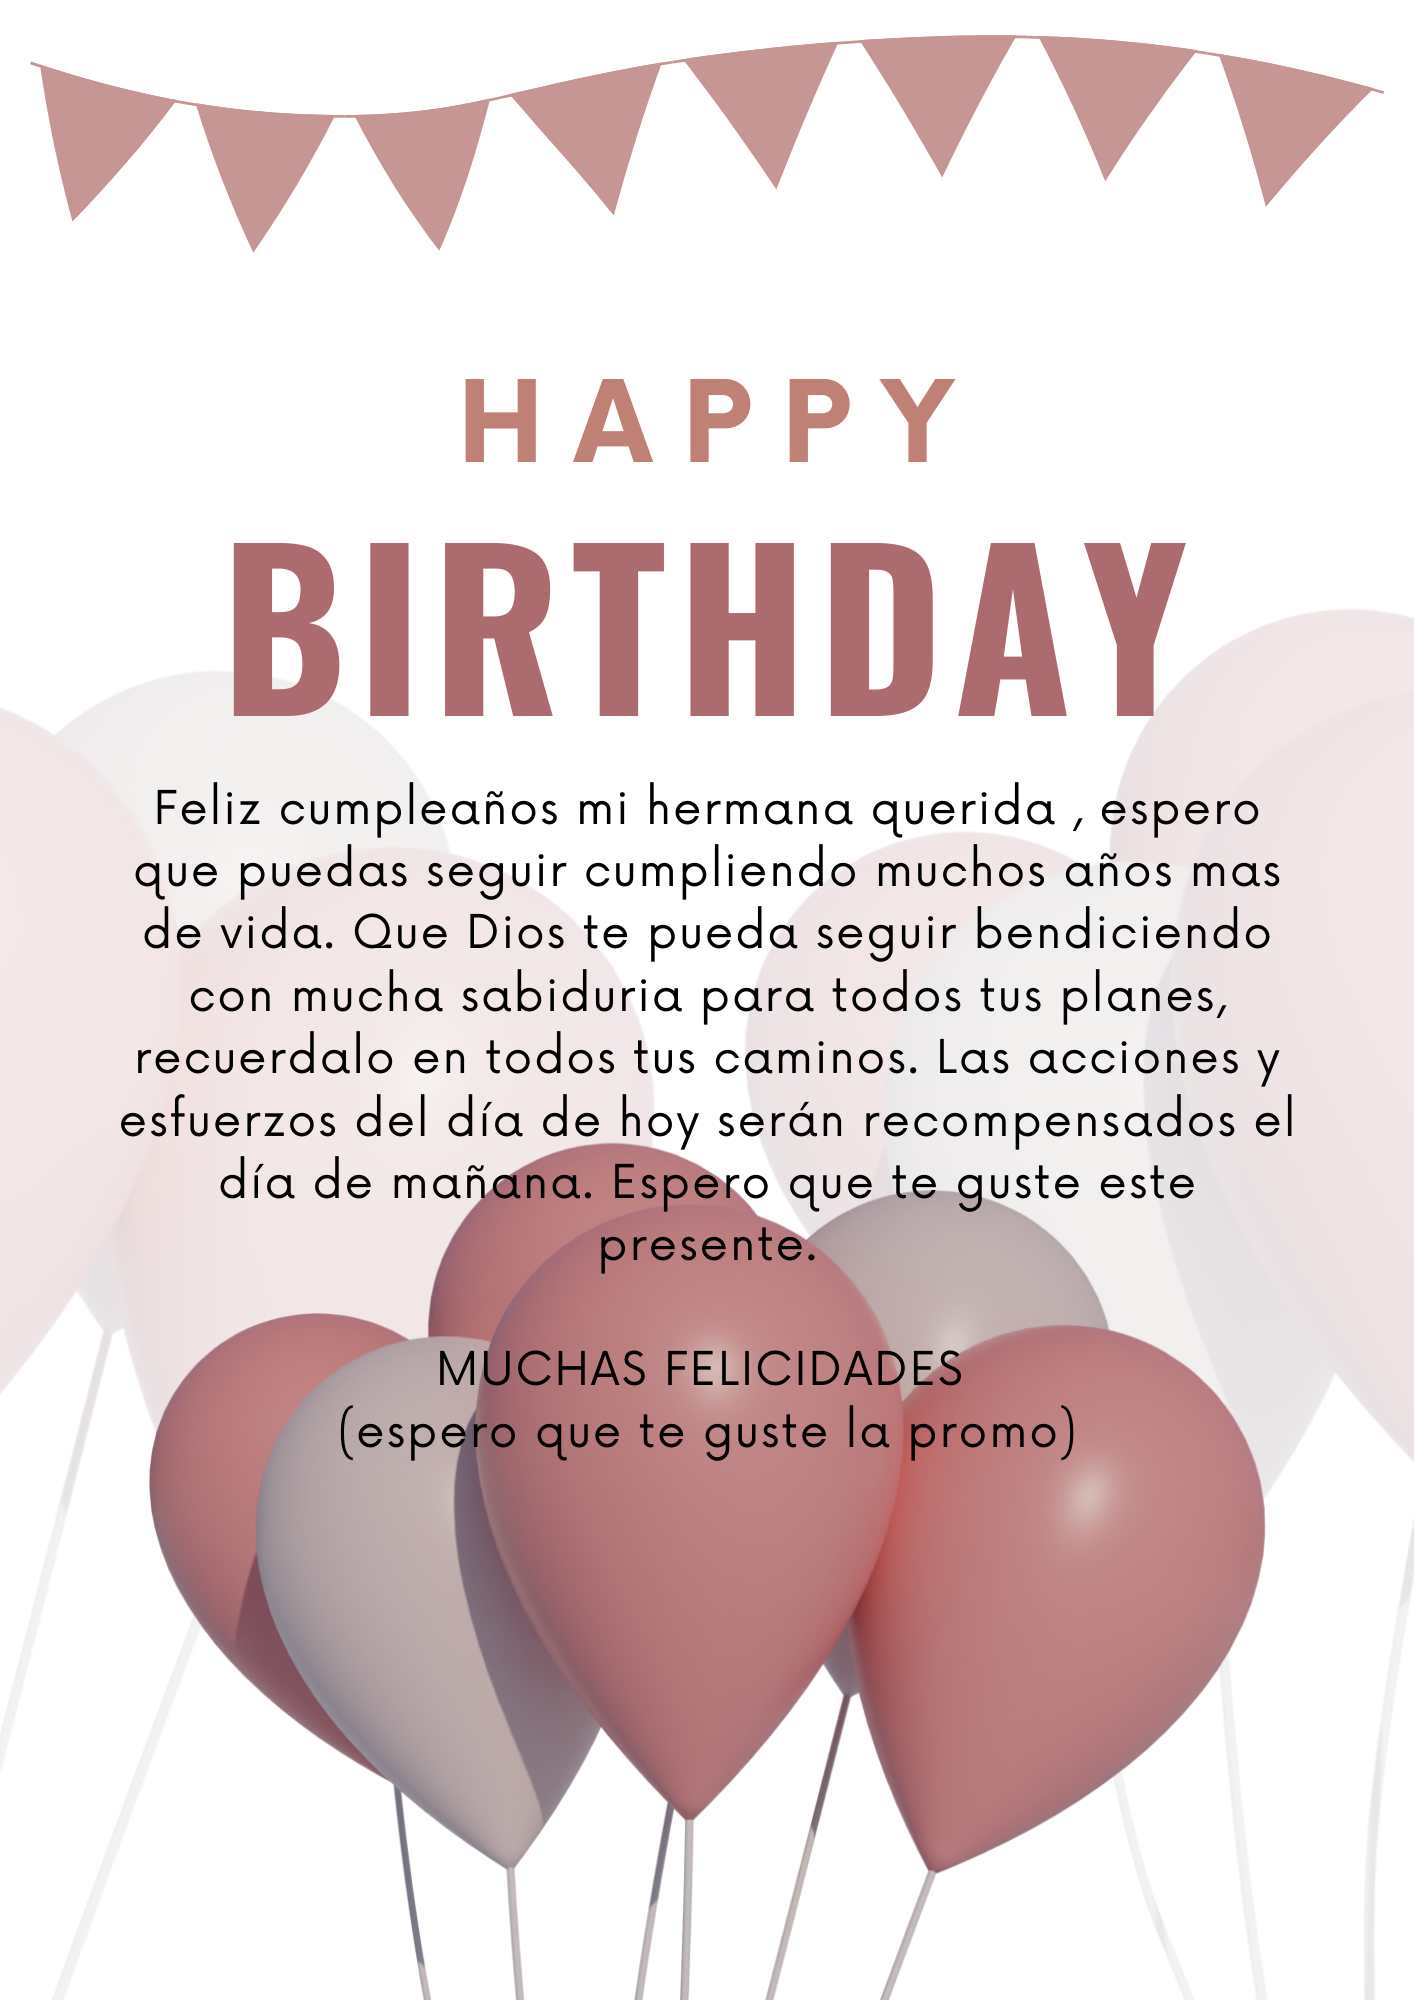 HAPPY
BIRTHDAY
Feliz cumpleaños mi hermana querida , espero
que puedas seguir cumpliendo muchos años mas
de vida. Que Dios te pueda seguir bendiciendo
con mucha sabiduria para todos tus planes,
recuerdalo en todos tus caminos. Las acciones y
esfuerzos del día de hoy serán recompensados el
día de mañana. Espero que te guste este
presente.
MUCHAS FELICIDADES
(espero que te guste la promo)